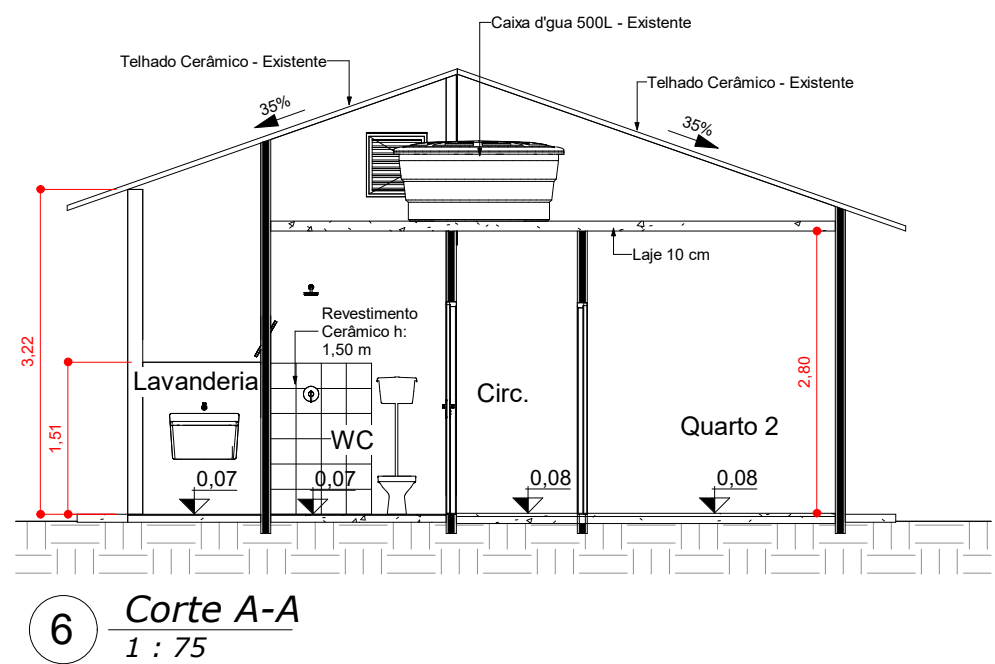 Caixa d'gua 500L - Existente
Telhado Cerâmico - Existente
Telhado Cerâmico - Existente
35%
35%
Laje 10 cm
Revestimento
Cerâmico h:
1,50 m
3,22
1,51
2,80
Lavanderia
WC
Circ.
Quarto 2
0,07
0,07
0,08
0,08
6
Corte A-A
1 : 75